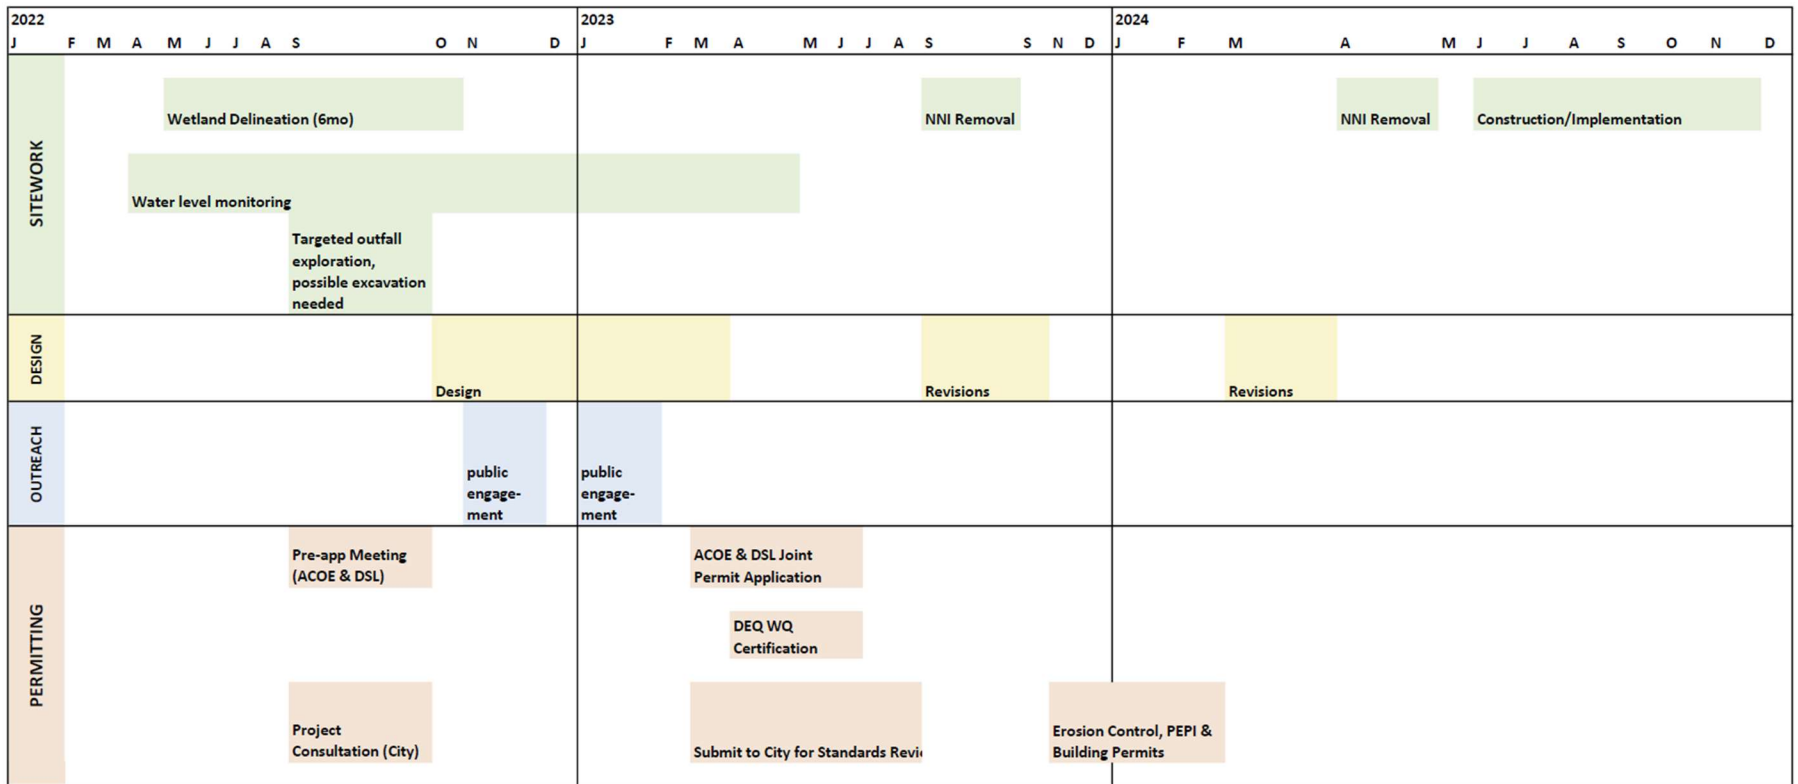 2022 2023 2024
J F M A M J J A S O N D J F M A M J J A S S N D J F M A M J J A S O N D
SITEWORK
Wetland Delineation (6mo) NNI Removal NNI Removal Construction/Implementation
Water level monitoring
Targeted outfall
exploration,
possible excavation
needed
DESIGN
Design Revisions Revisions
OUTREACH
public public
engage- engage-
ment ment
PERMITTING
Pre-app Meeting ACOE & DSL Joint
(ACOE & DSL) Permit Application
DEQ WQ
Certification
Project Erosion Control, PEPI &
Consultation (City) Submit to City for Standards Revi Building Permits